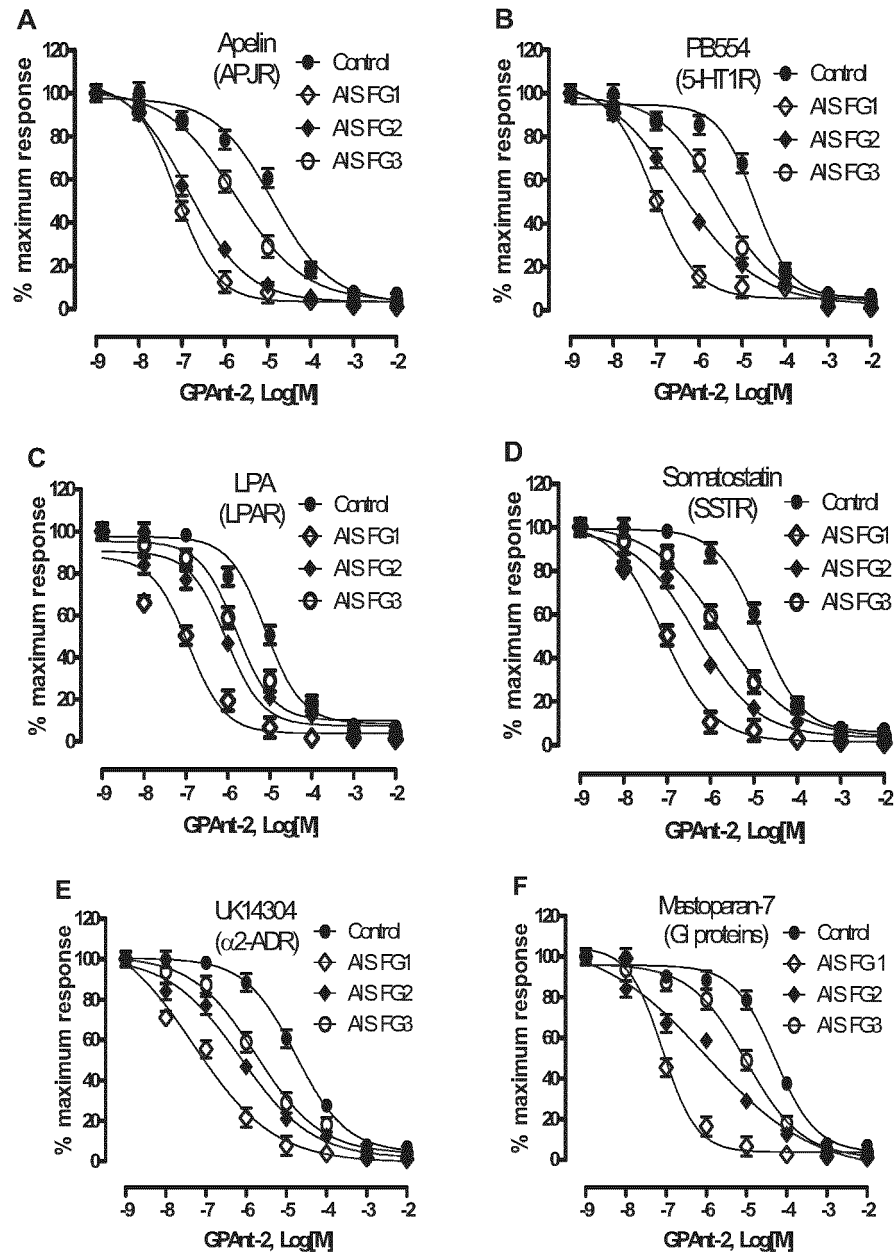 A
Apelin
(APJR)
Control
AIS FG1
AIS FG2
AIS FG3
% maximum response
120
100
80
60
40
20
0
-9 -8 -7 -6 -5 -4 -3 -2
GPAnt-2, Log[M]
B
PB554
(5-HT1R)
Control
AIS FG1
AIS FG2
AIS FG3
% maximum response
120
100
80
60
40
20
0
-9 -8 -7 -6 -5 -4 -3 -2
GPAnt-2, Log[M]
C
LPA
(LPAR)
Control
AIS FG1
AIS FG2
AIS FG3
% maximum response
120
100
80
60
40
20
0
-9 -8 -7 -6 -5 -4 -3 -2
GPAnt-2, Log[M]
D
Somatostatin
(SSTR)
Control
AIS FG1
AIS FG2
AIS FG3
% maximum response
120
100
80
60
40
20
0
-9 -8 -7 -6 -5 -4 -3 -2
GPAnt-2, Log[M]
E
UK14304
(α2-ADR)
Control
AIS FG1
AIS FG2
AIS FG3
% maximum response
120
100
80
60
40
20
0
-9 -8 -7 -6 -5 -4 -3 -2
GPAnt-2, Log[M]
F
Mastoparan-7
(Gi proteins)
Control
AIS FG1
AIS FG2
AIS FG3
% maximum response
120
100
80
60
40
20
0
-9 -8 -7 -6 -5 -4 -3 -2
GPAnt-2, Log[M]